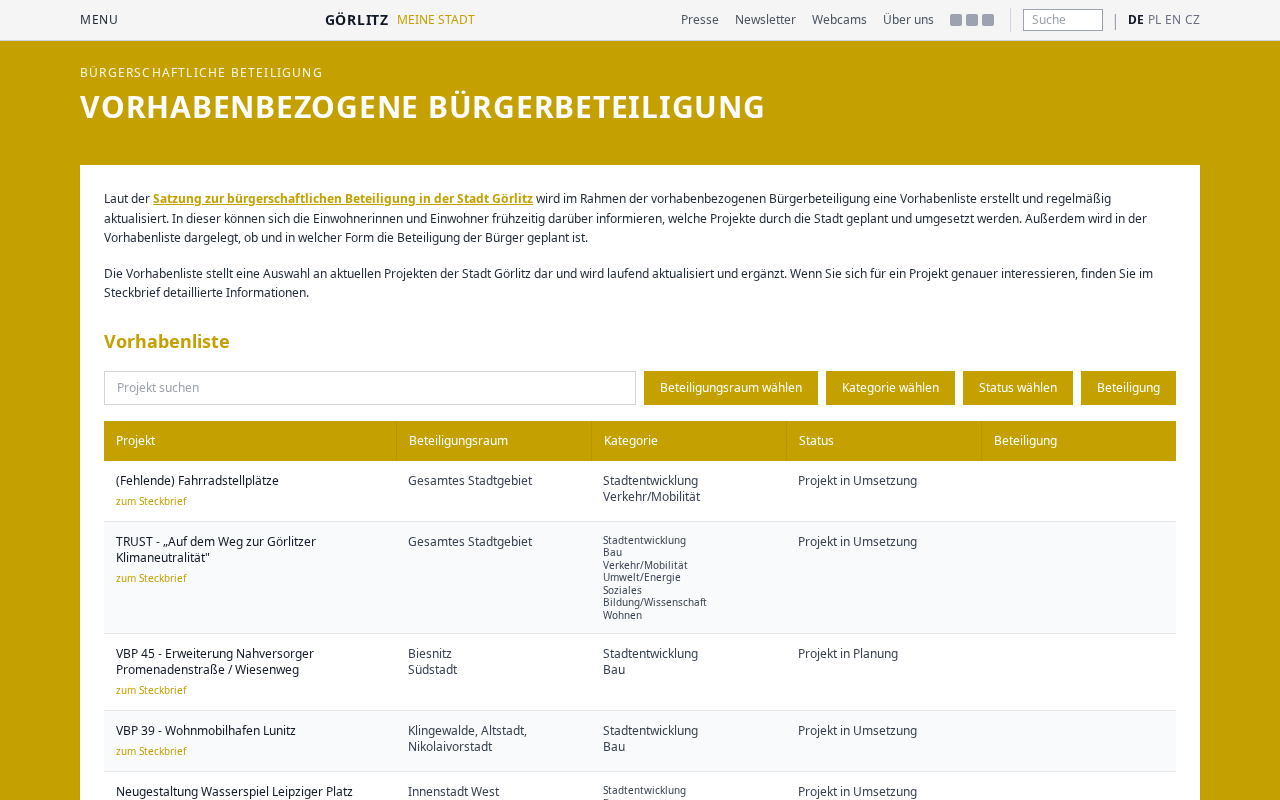 MENU
GÖRLITZ MEINE STADT
Presse Newsletter Webcams Über uns Suche | DE PL EN CZ
BÜRGERSCHAFTLICHE BETEILIGUNG
VORHABENBEZOGENE BÜRGERBETEILIGUNG
Laut der Satzung zur bürgerschaftlichen Beteiligung in der Stadt Görlitz wird im Rahmen der vorhabenbezogenen Bürgerbeteiligung eine Vorhabenliste erstellt und regelmäßig
aktualisiert. In dieser können sich die Einwohnerinnen und Einwohner frühzeitig darüber informieren, welche Projekte durch die Stadt geplant und umgesetzt werden. Außerdem wird in der
Vorhabenliste dargelegt, ob und in welcher Form die Beteiligung der Bürger geplant ist.
Die Vorhabenliste stellt eine Auswahl an aktuellen Projekten der Stadt Görlitz dar und wird laufend aktualisiert und ergänzt. Wenn Sie sich für ein Projekt genauer interessieren, finden Sie im
Steckbrief detaillierte Informationen.
Vorhabenliste
Projekt suchen Beteiligungsraum wählen Kategorie wählen Status wählen Beteiligung
Projekt Beteiligungsraum Kategorie Status Beteiligung
(Fehlende) Fahrradstellplätze
zum Steckbrief
Gesamtes Stadtgebiet
Stadtentwicklung
Verkehr/Mobilität
Projekt in Umsetzung
TRUST - „Auf dem Weg zur Görlitzer
Klimaneutralität"
zum Steckbrief
Gesamtes Stadtgebiet
Stadtentwicklung
Bau
Verkehr/Mobilität
Umwelt/Energie
Soziales
Bildung/Wissenschaft
Wohnen
Projekt in Umsetzung
VBP 45 - Erweiterung Nahversorger
Promenadenstraße / Wiesenweg
zum Steckbrief
Biesnitz
Südstadt
Stadtentwicklung
Bau
Projekt in Planung
VBP 39 - Wohnmobilhafen Lunitz
zum Steckbrief
Klingewalde, Altstadt,
Nikolaivorstadt
Stadtentwicklung
Bau
Projekt in Umsetzung
Neugestaltung Wasserspiel Leipziger Platz
Innenstadt West
Stadtentwicklung
Projekt in Umsetzung